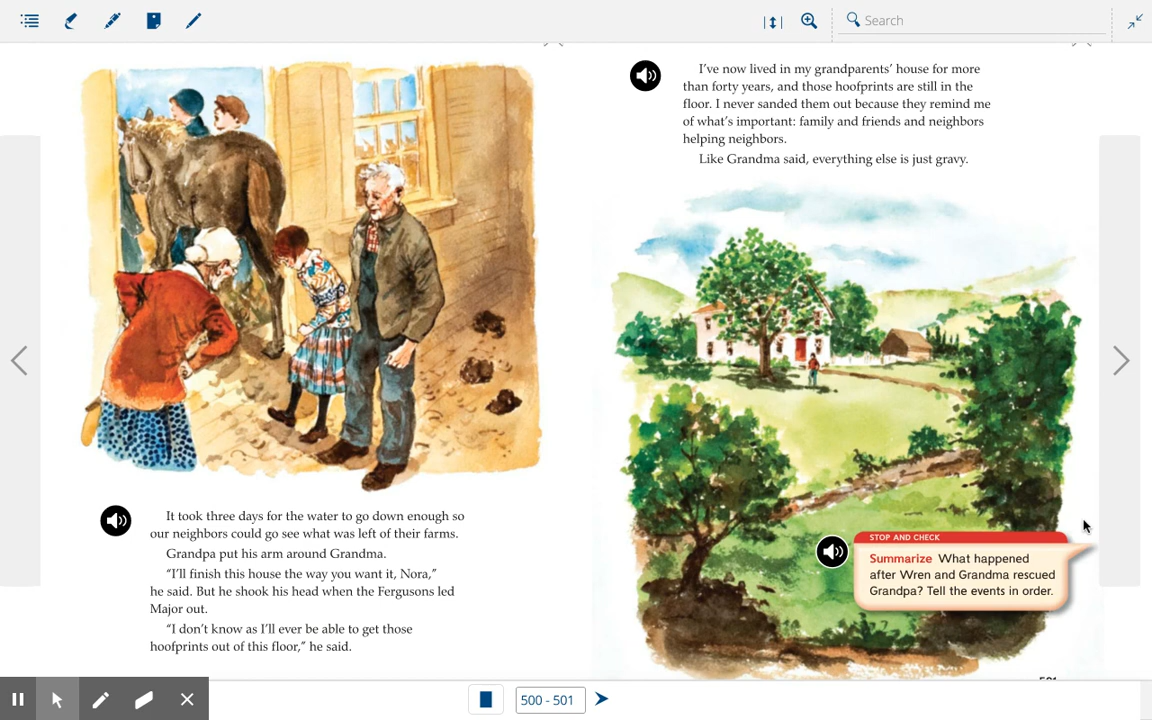 Search
It took three days for the water to go down enough so
our neighbors could go see what was left of their farms.
Grandpa put his arm around Grandma.
“I’ll finish this house the way you want it, Nora,”
he said. But he shook his head when the Fergusons led
Major out.
“I don’t know as I’ll ever be able to get those
hoofprints out of this floor,” he said.
I’ve now lived in my grandparents’ house for more
than forty years, and those hoofprints are still in the
floor. I never sanded them out because they remind me
of what’s important: family and friends and neighbors
helping neighbors.
Like Grandma said, everything else is just gravy.
STOP AND CHECK
Summarize What happened
after Wren and Grandma rescued
Grandpa? Tell the events in order.
500 - 501